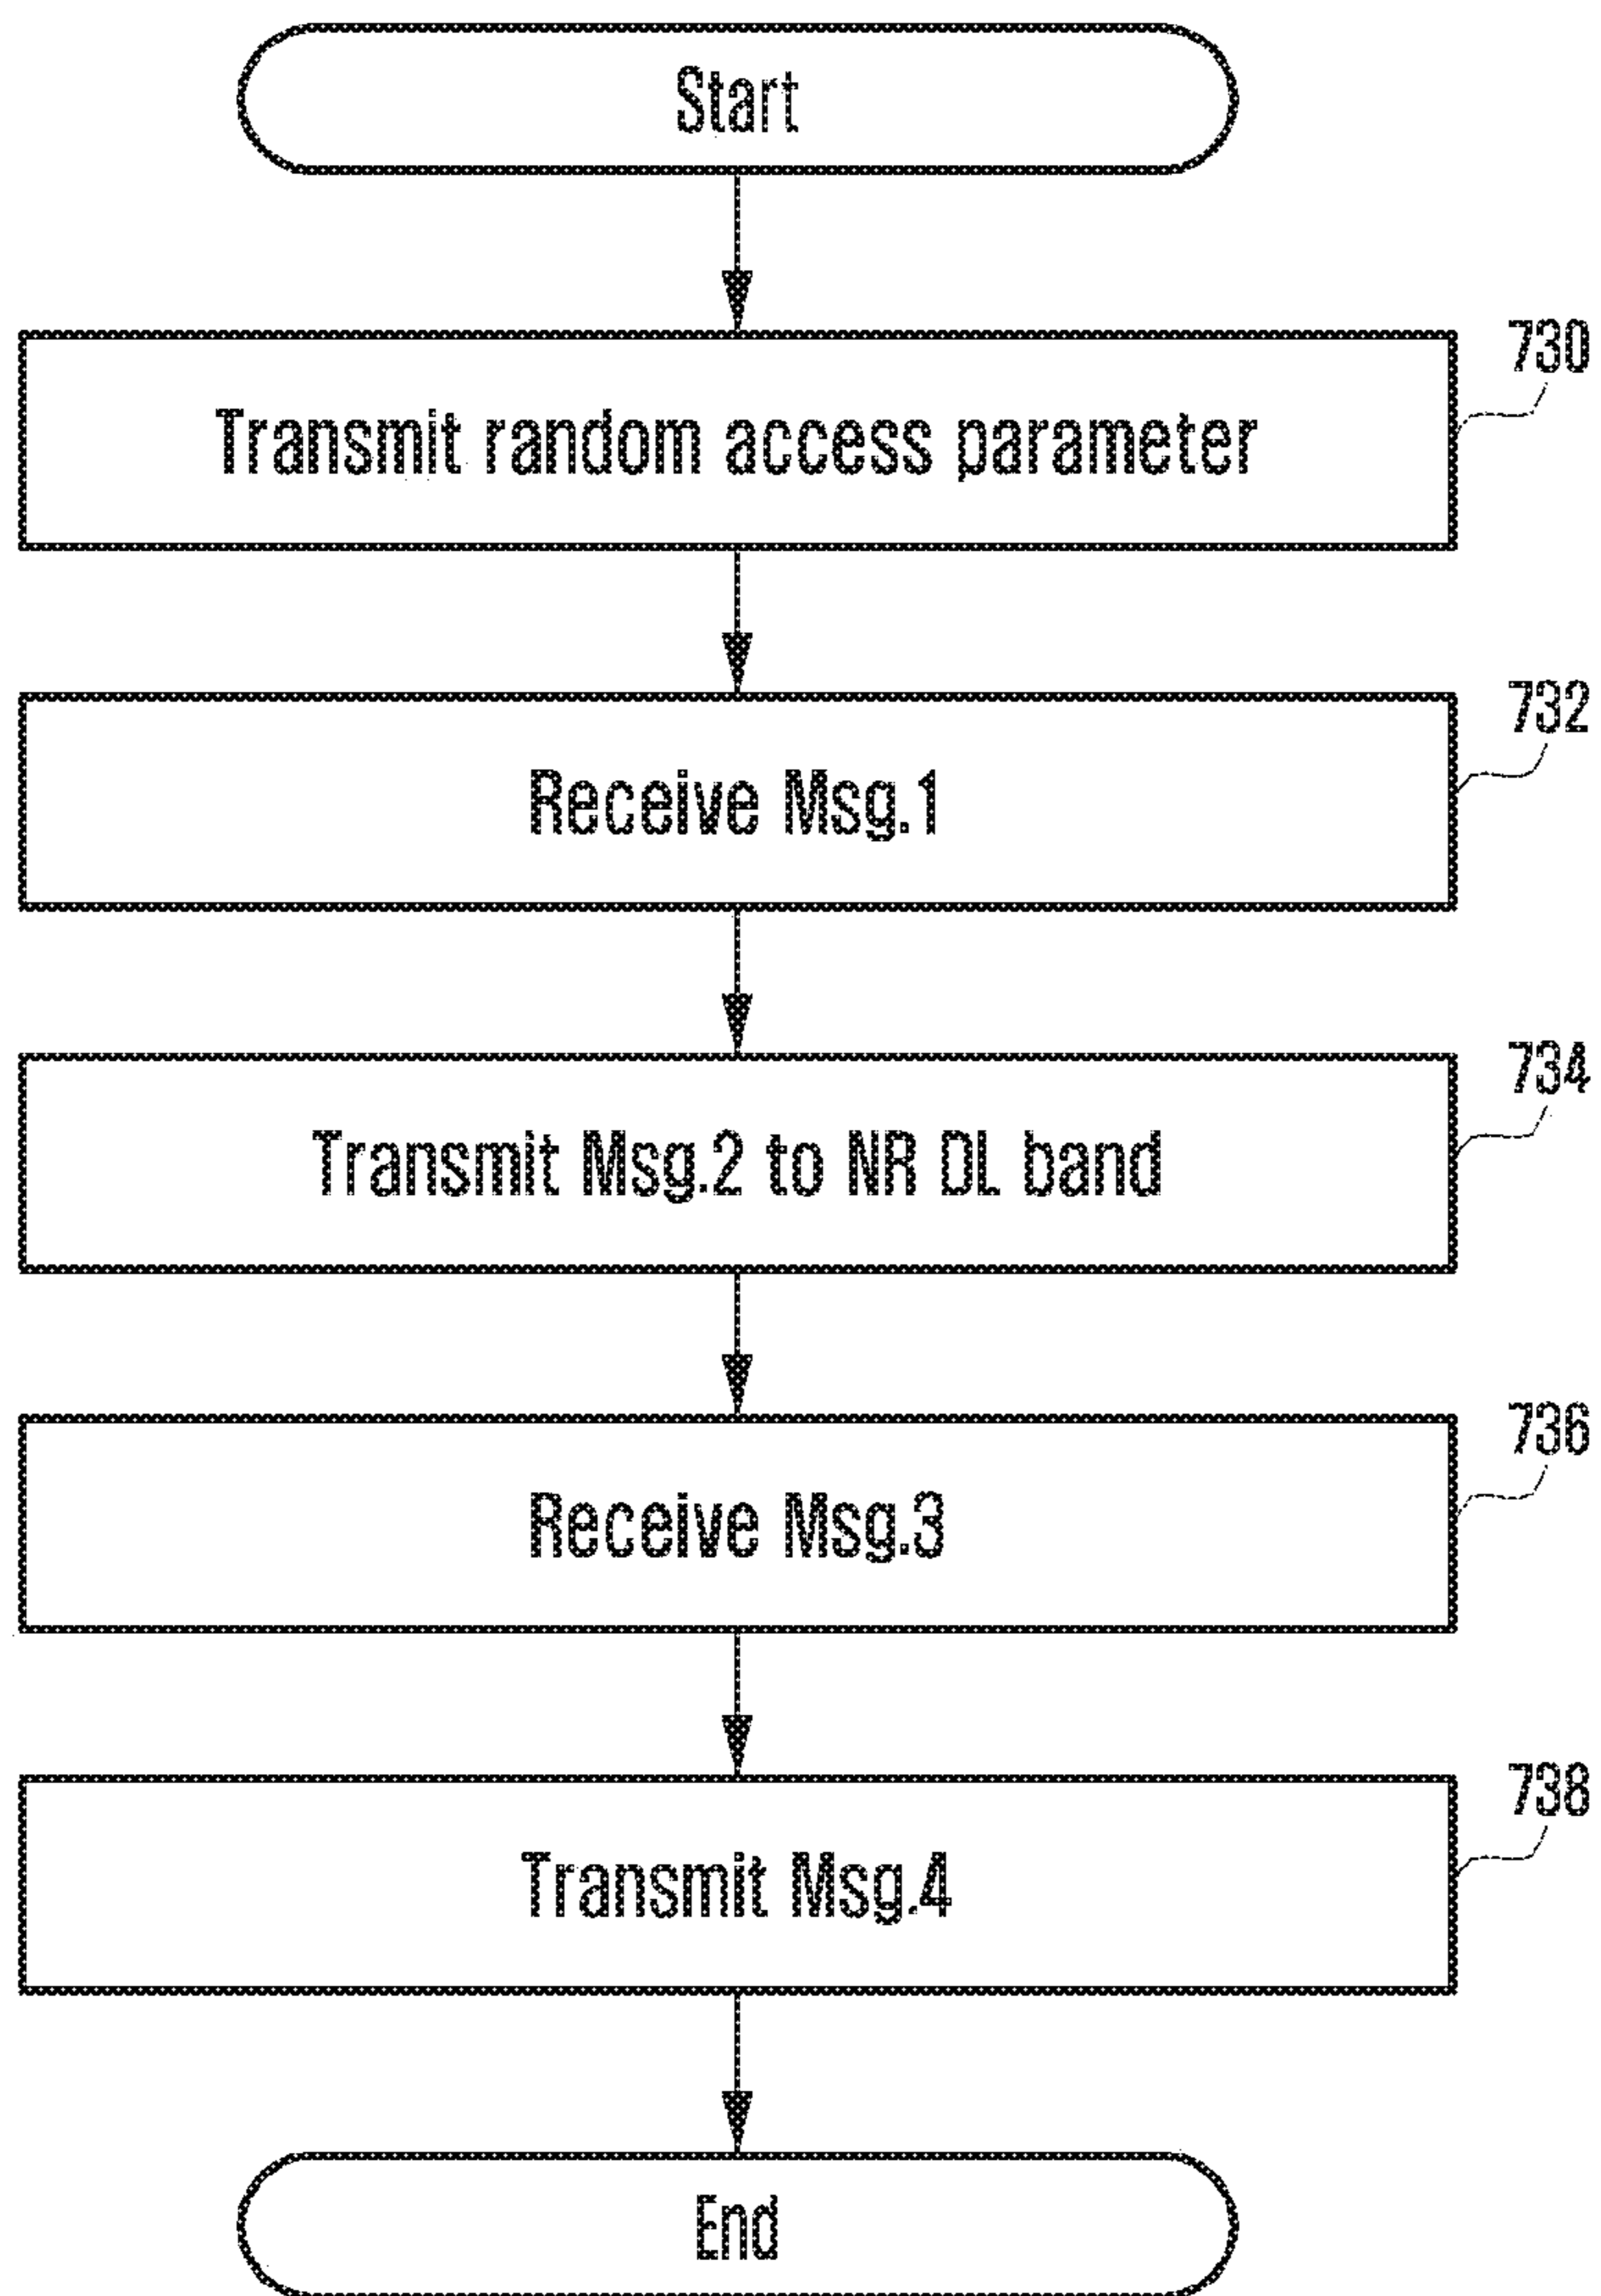 Start
730
Transmit random access parameter
732
Receive Msg.1
734
Transmit Msg.2 to NR DL band
736
Receive Msg.3
738
Transmit Msg.4
End